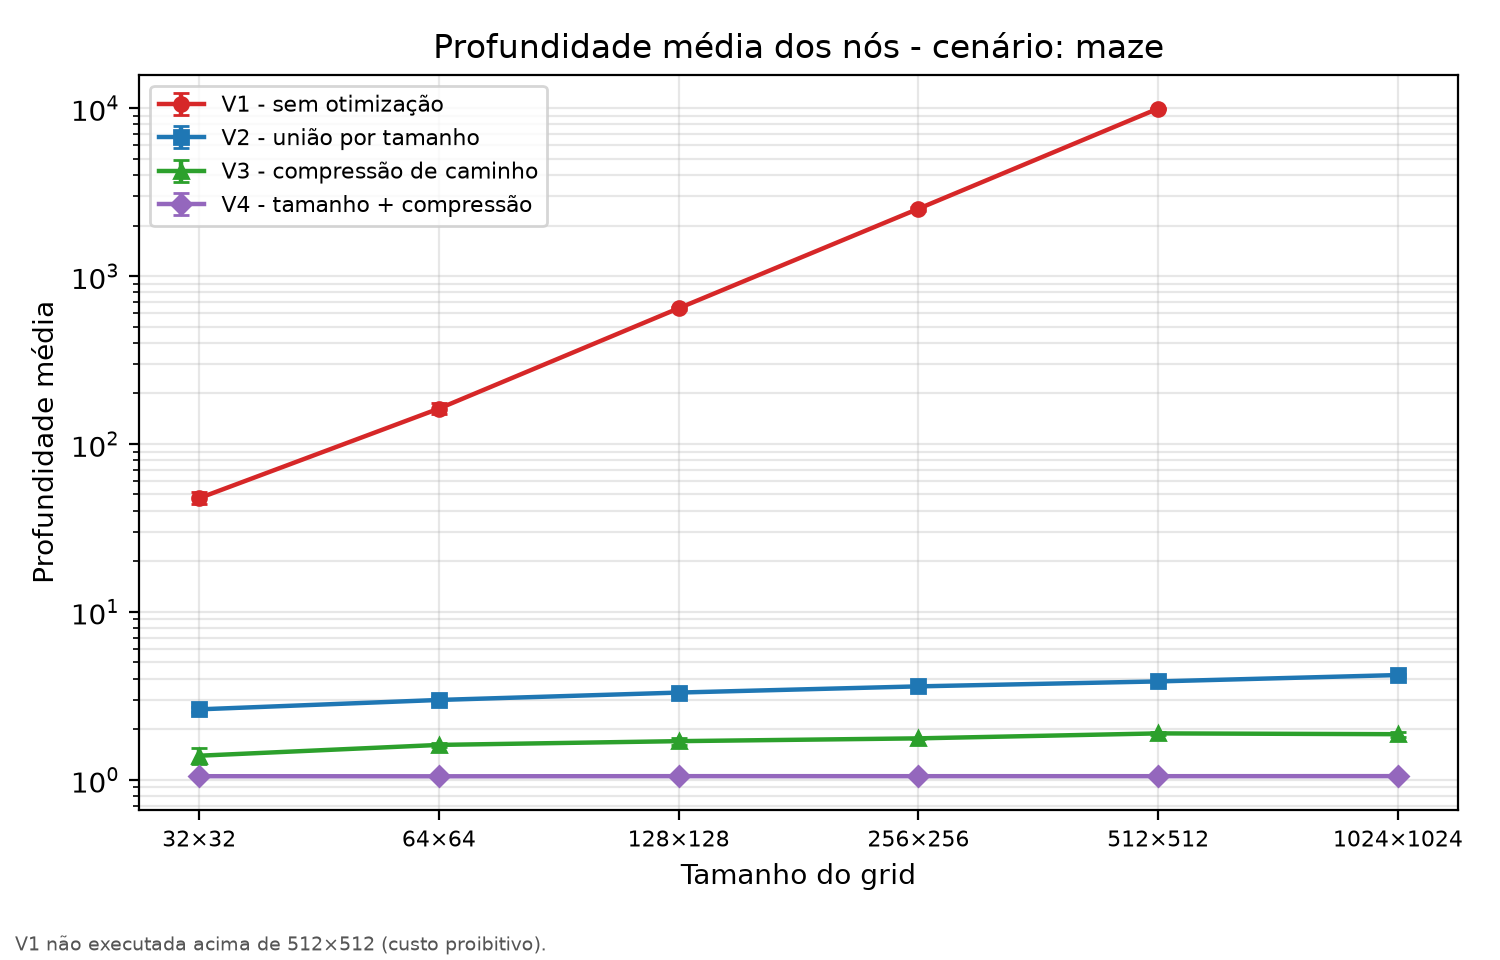 Profundidade média dos nós - cenário: maze
V1 - sem otimização
V2 - união por tamanho
V3 - compressão de caminho
V4 - tamanho + compressão
Profundidade média
10⁴
10³
10²
10¹
10⁰
32×32
64×64
128×128
256×256
512×512
1024×1024
Tamanho do grid
V1 não executada acima de 512×512 (custo proibitivo).